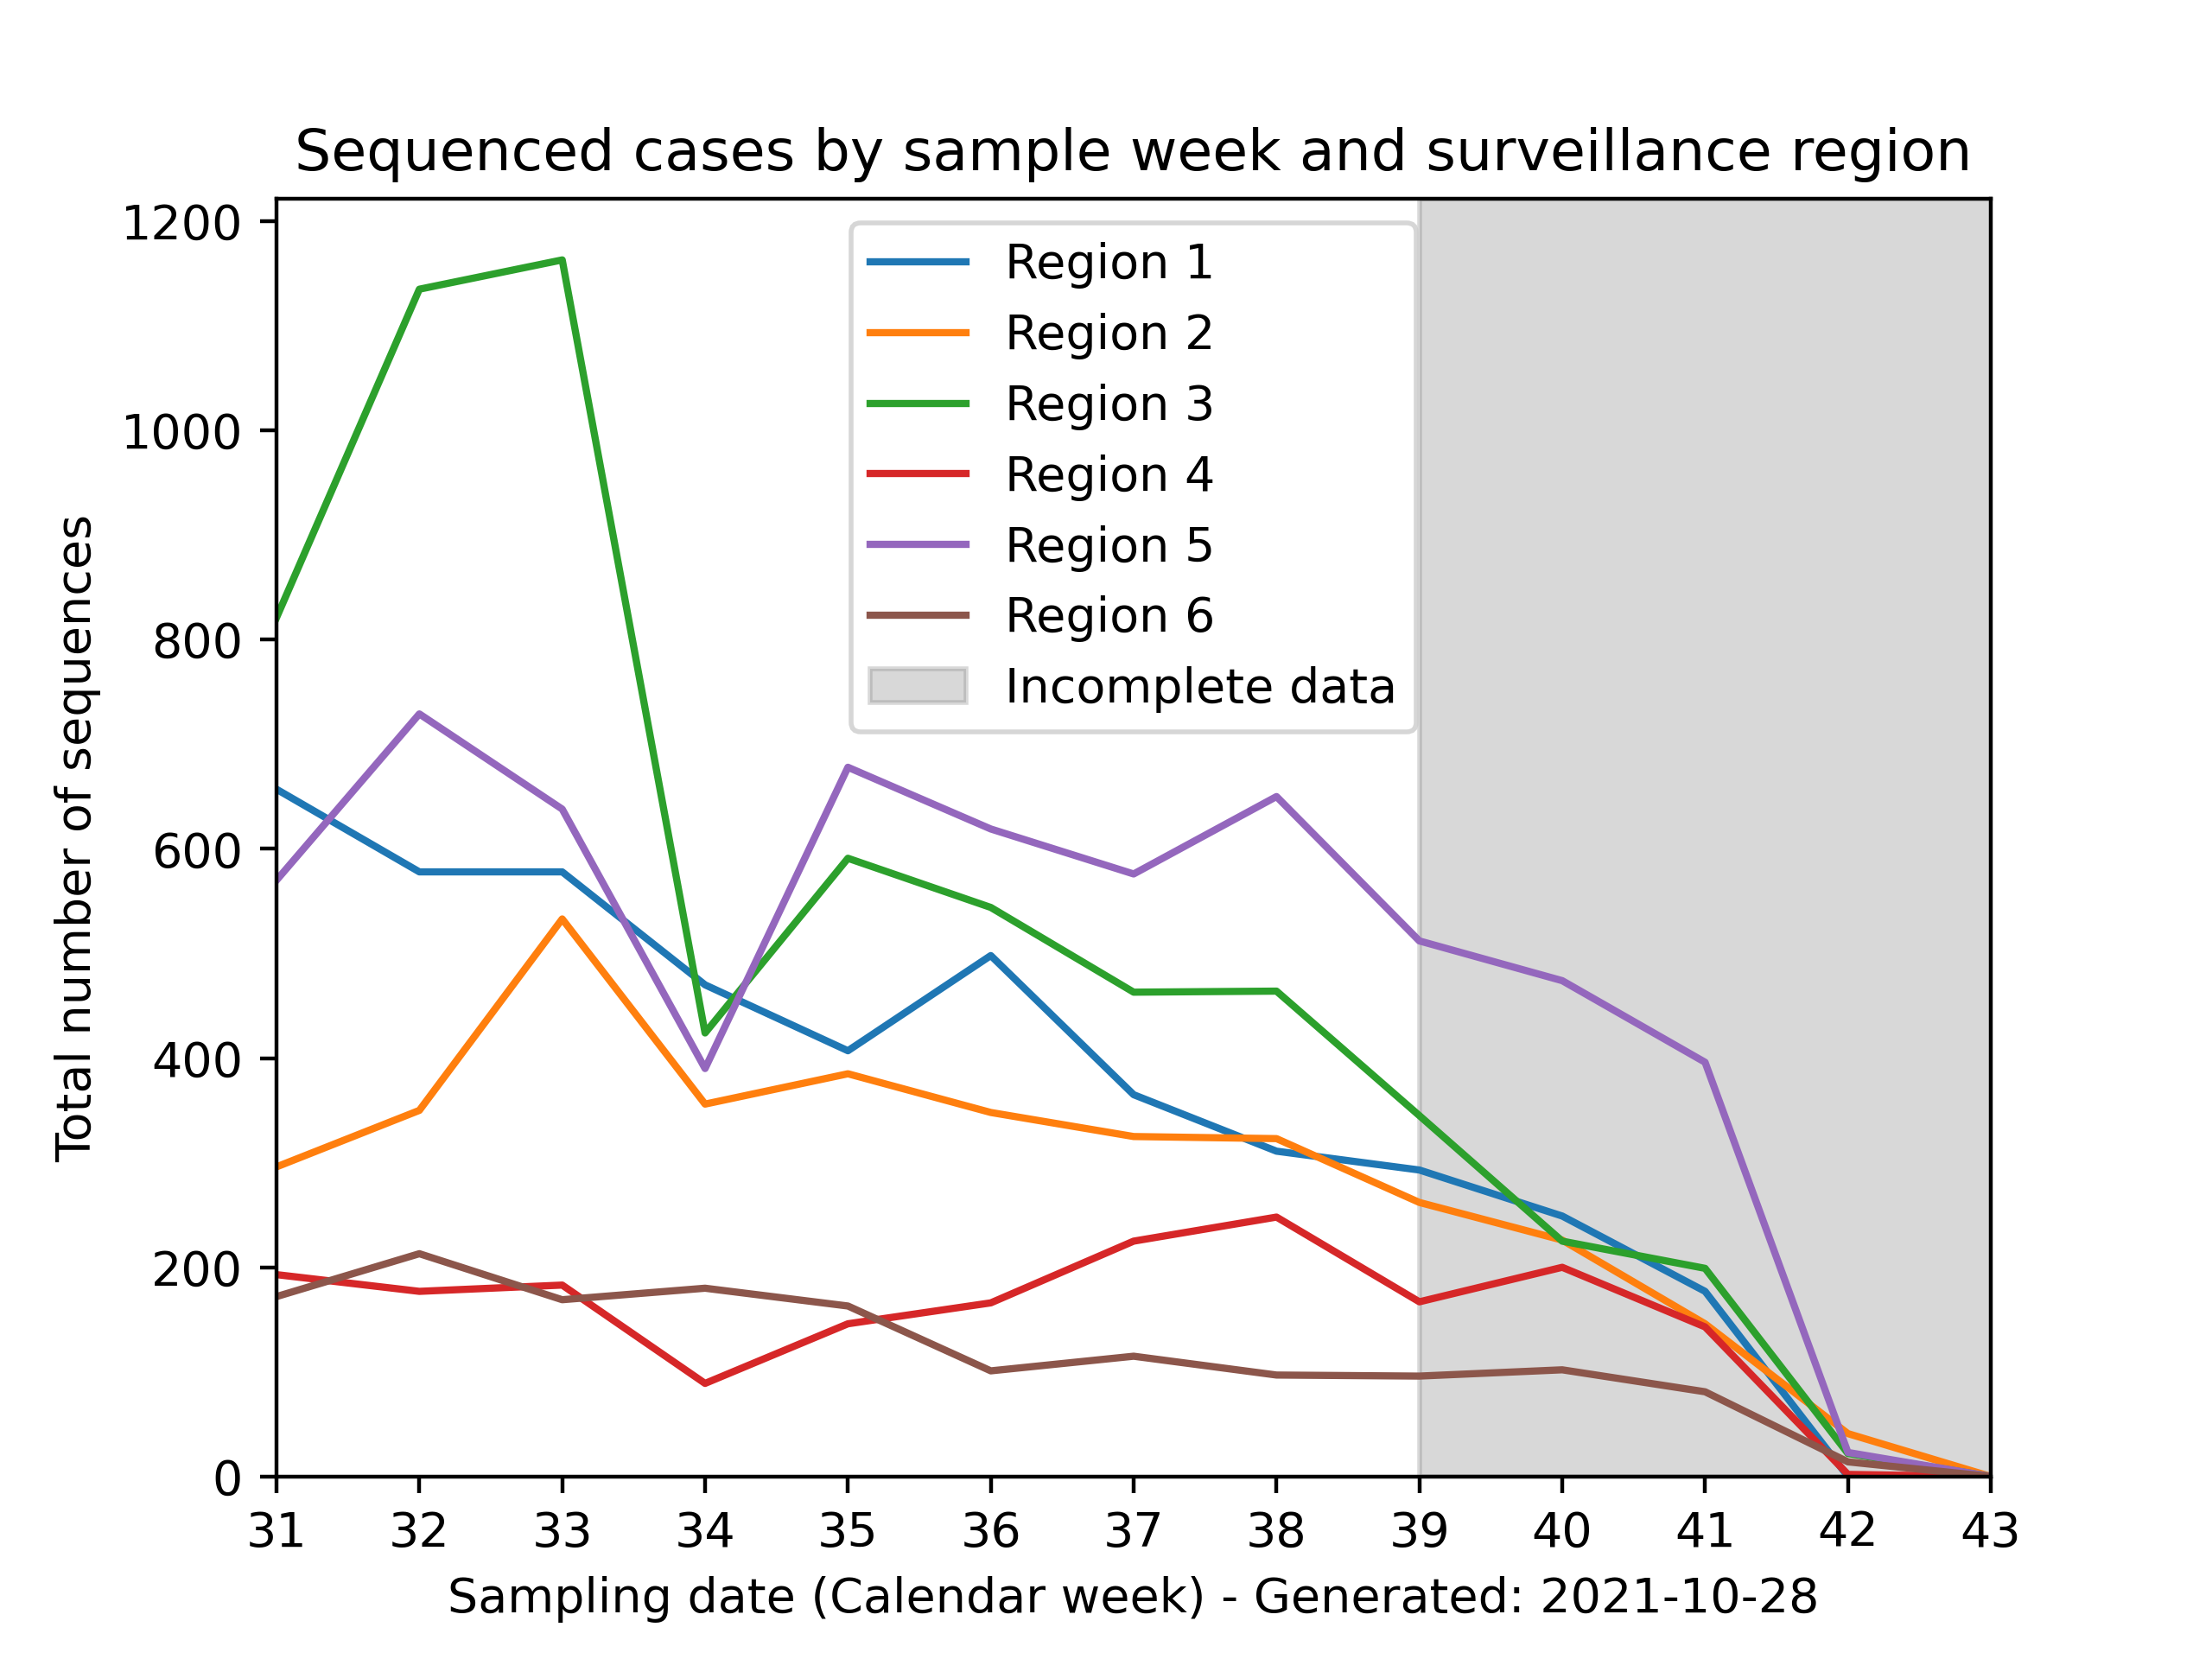 Sequenced cases by sample week and surveillance region
1200
1000
800
600
400
200
0
Total number of sequences
Region 1
Region 2
Region 3
Region 4
Region 5
Region 6
Incomplete data
31 32 33 34 35 36 37 38 39 40 41 42 43
Sampling date (Calendar week) - Generated: 2021-10-28